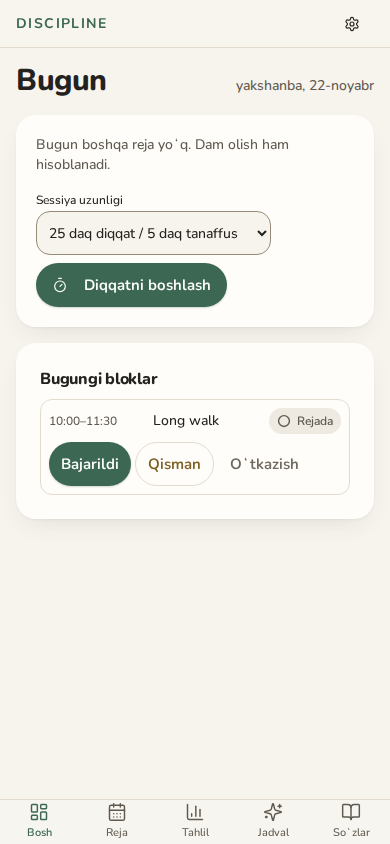 DISCIPLINE
Bugun
yakshanba, 22-noyabr
Bugun boshqa reja yoʻq. Dam olish ham
hisoblanadi.
Sessiya uzunligi
25 daq diqqat / 5 daq tanaffus
Diqqatni boshlash
Bugungi bloklar
10:00–11:30 Long walk Rejada
Bajarildi Qisman Oʻtkazish
Bosh Reja Tahlil Jadval Soʻzlar